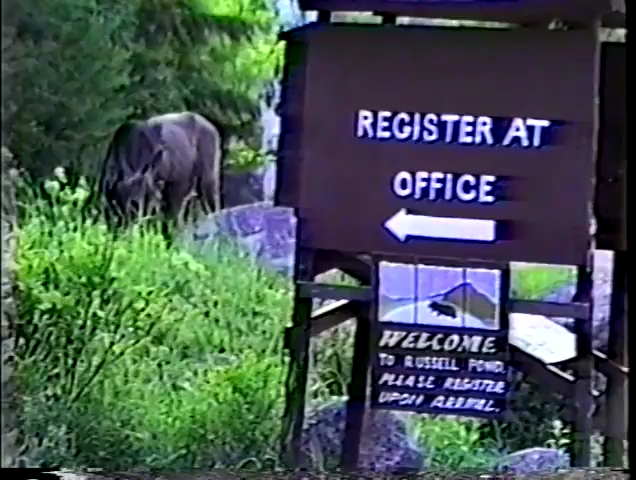 REGISTER AT
OFFICE
WELCOME
TO RUSSELL POND.
PLEASE REGISTER
UPON ARRIVAL.